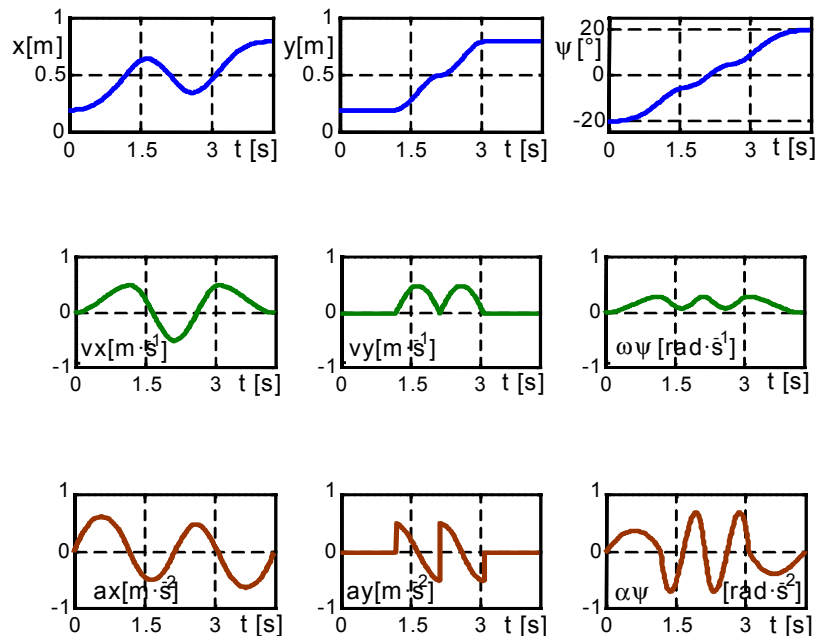 1 x[m] 0.5 0 0 1.5 3 t [s]
1 y[m] 0.5 0 0 1.5 3 t [s]
20 ψ [°] 0 -20 0 1.5 3 t [s]
1 0 -1 vx[m·s̄¹] 0 1.5 3 t [s]
1 0 -1 vy[m·s̄¹] 0 1.5 3 t [s]
1 0 -1 ωψ [rad·s̄¹] 0 1.5 3 t [s]
1 0 -1 ax[m·s̄²] 0 1.5 3 t [s]
1 0 -1 ay[m·s̄²] 0 1.5 3 t [s]
1 0 -1 αψ [rad·s̄²] 0 1.5 3 t [s]